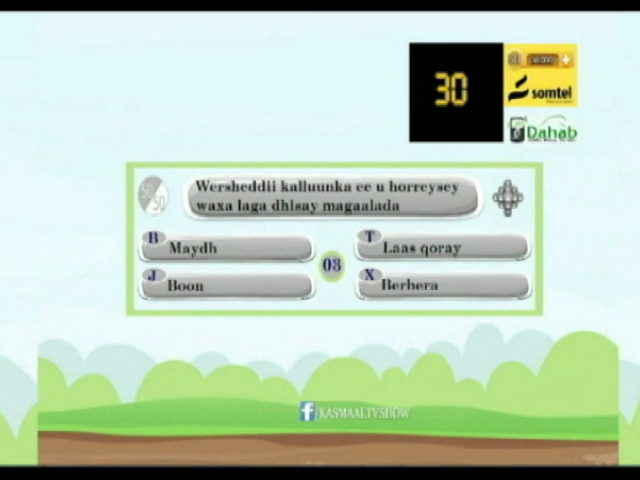 30
somtel
Dahab
50
50
Wersheddii kalluunka ee u horreysey
waxa laga dhisay magaalada
B
Maydh
T
Laas qoray
03
J
Boon
X
Berbera
KASMAALTVSHOW